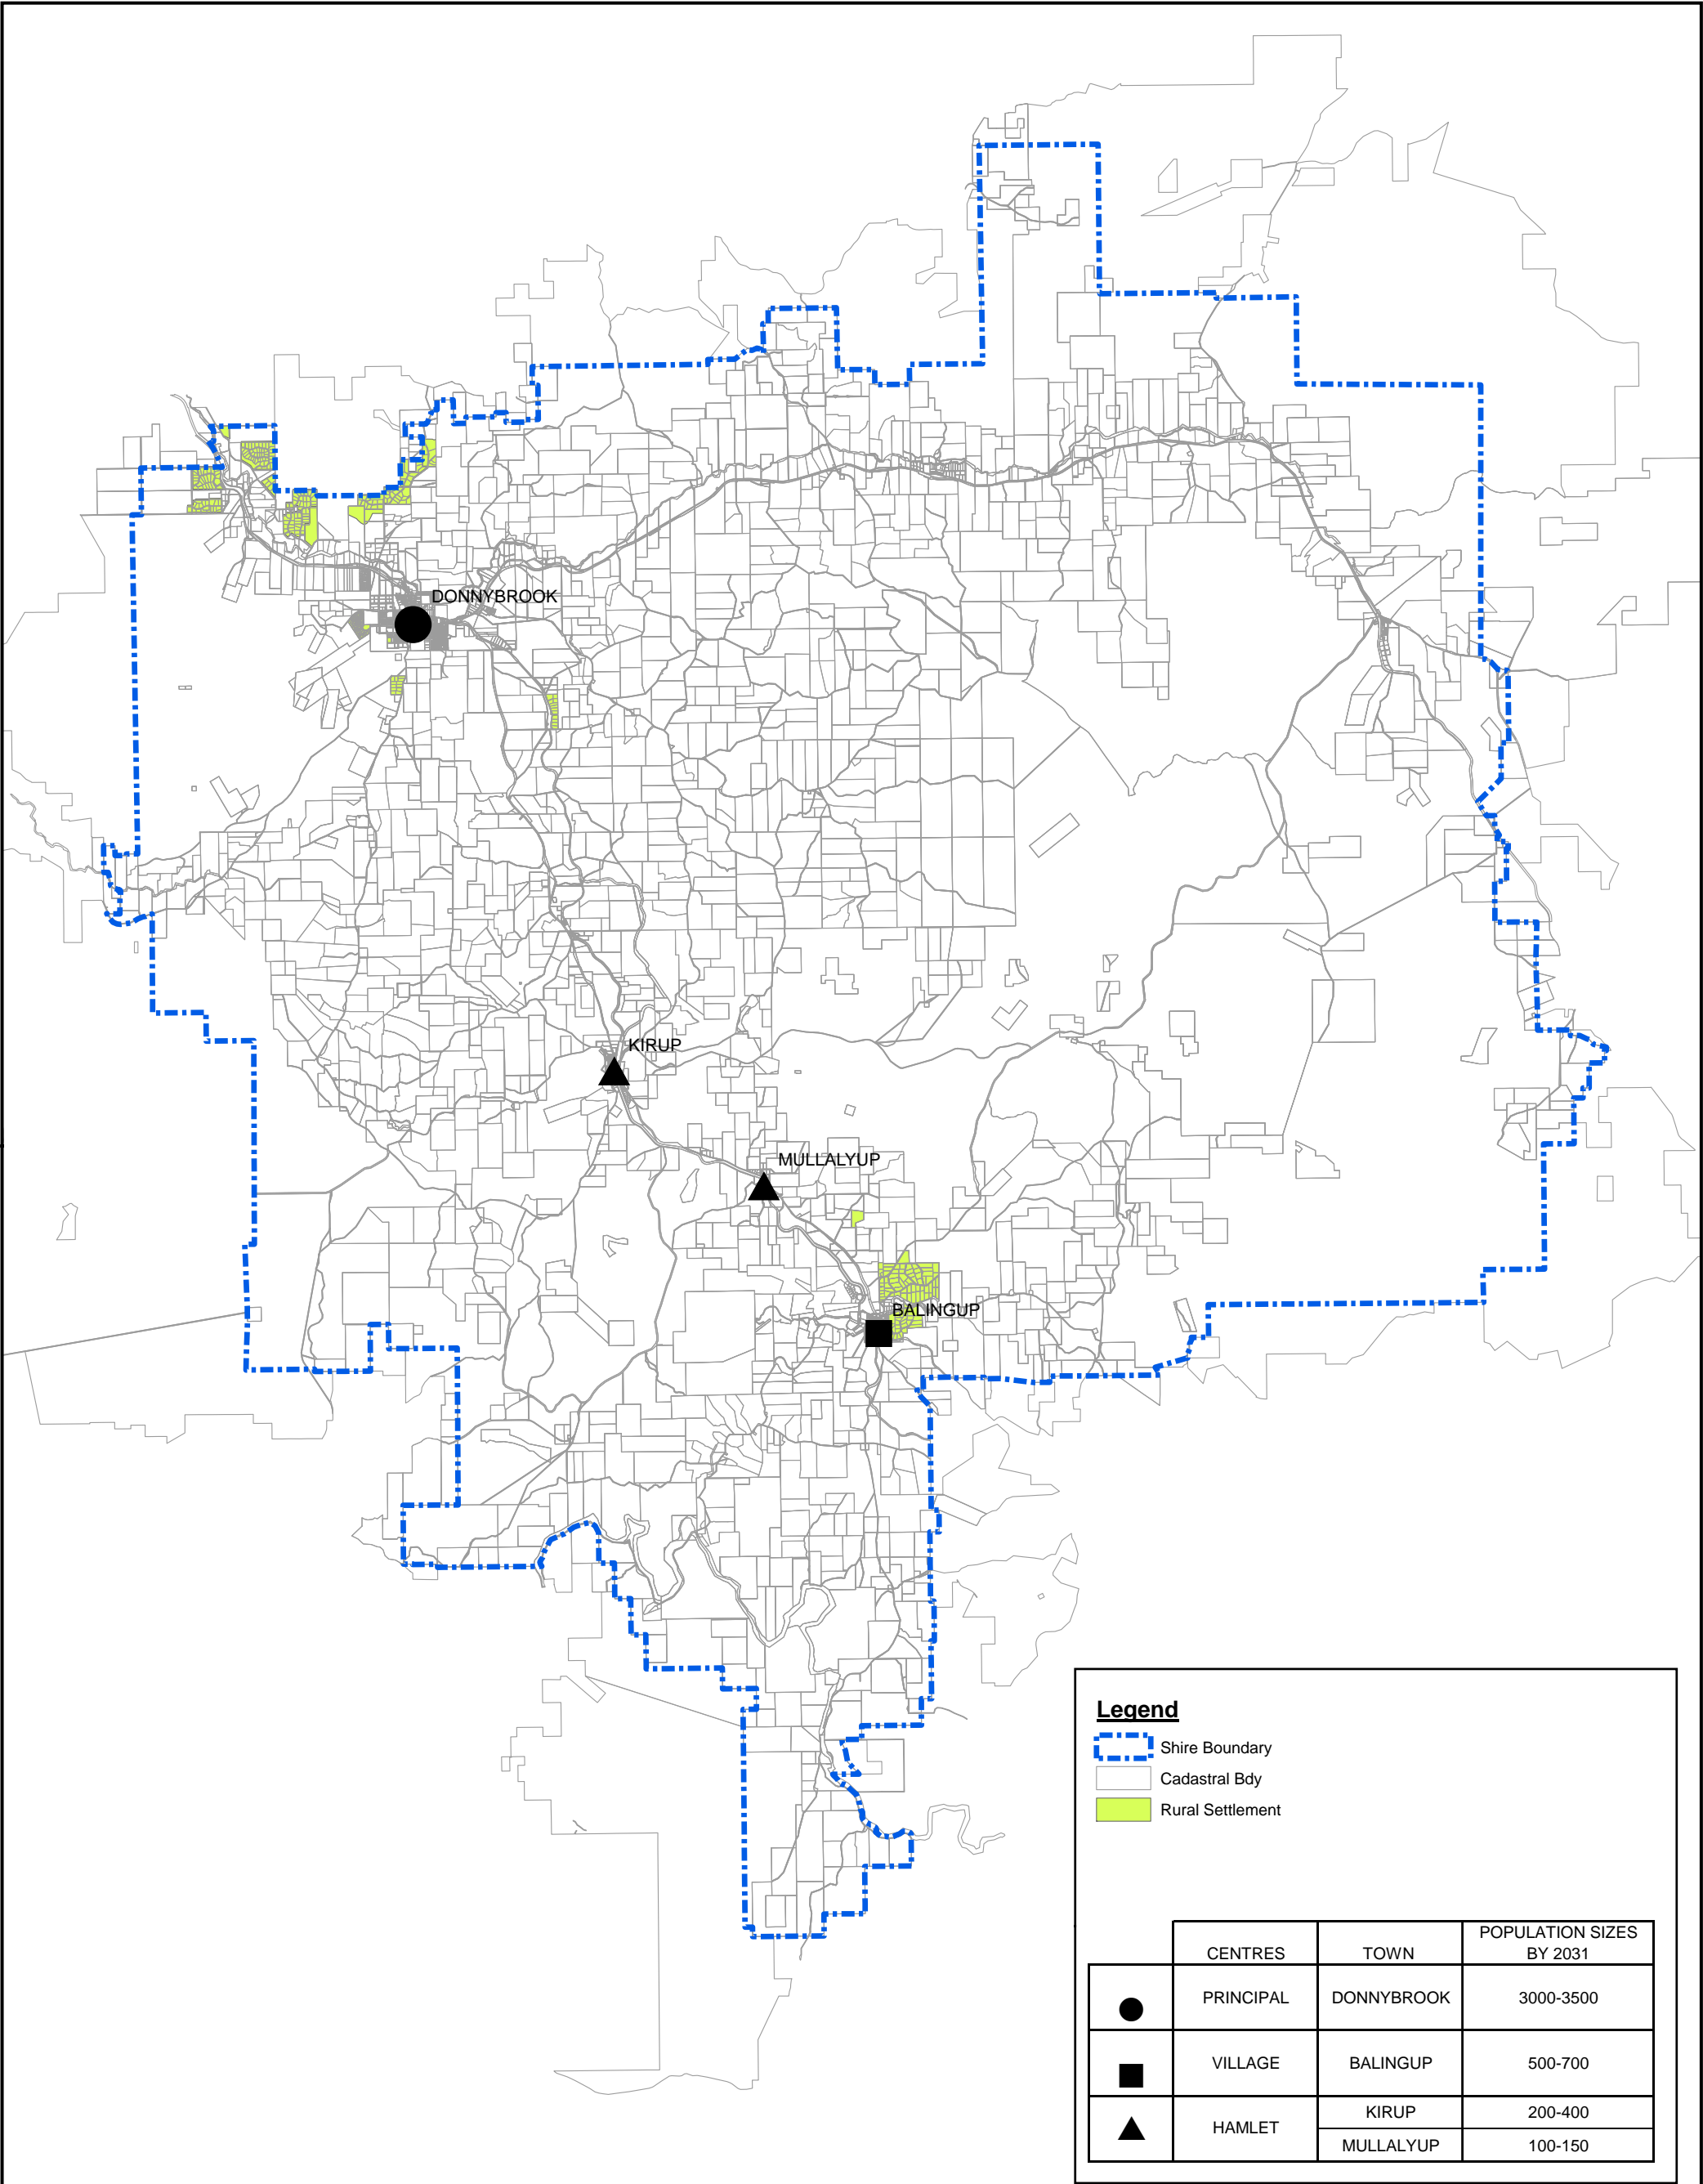 DONNYBROOK
KIRUP
MULLALYUP
BALINGUP
Legend
Shire Boundary
Cadastral Bdy
Rural Settlement
CENTRES TOWN POPULATION SIZES
BY 2031
PRINCIPAL DONNYBROOK 3000-3500
VILLAGE BALINGUP 500-700
HAMLET KIRUP 200-400
MULLALYUP 100-150